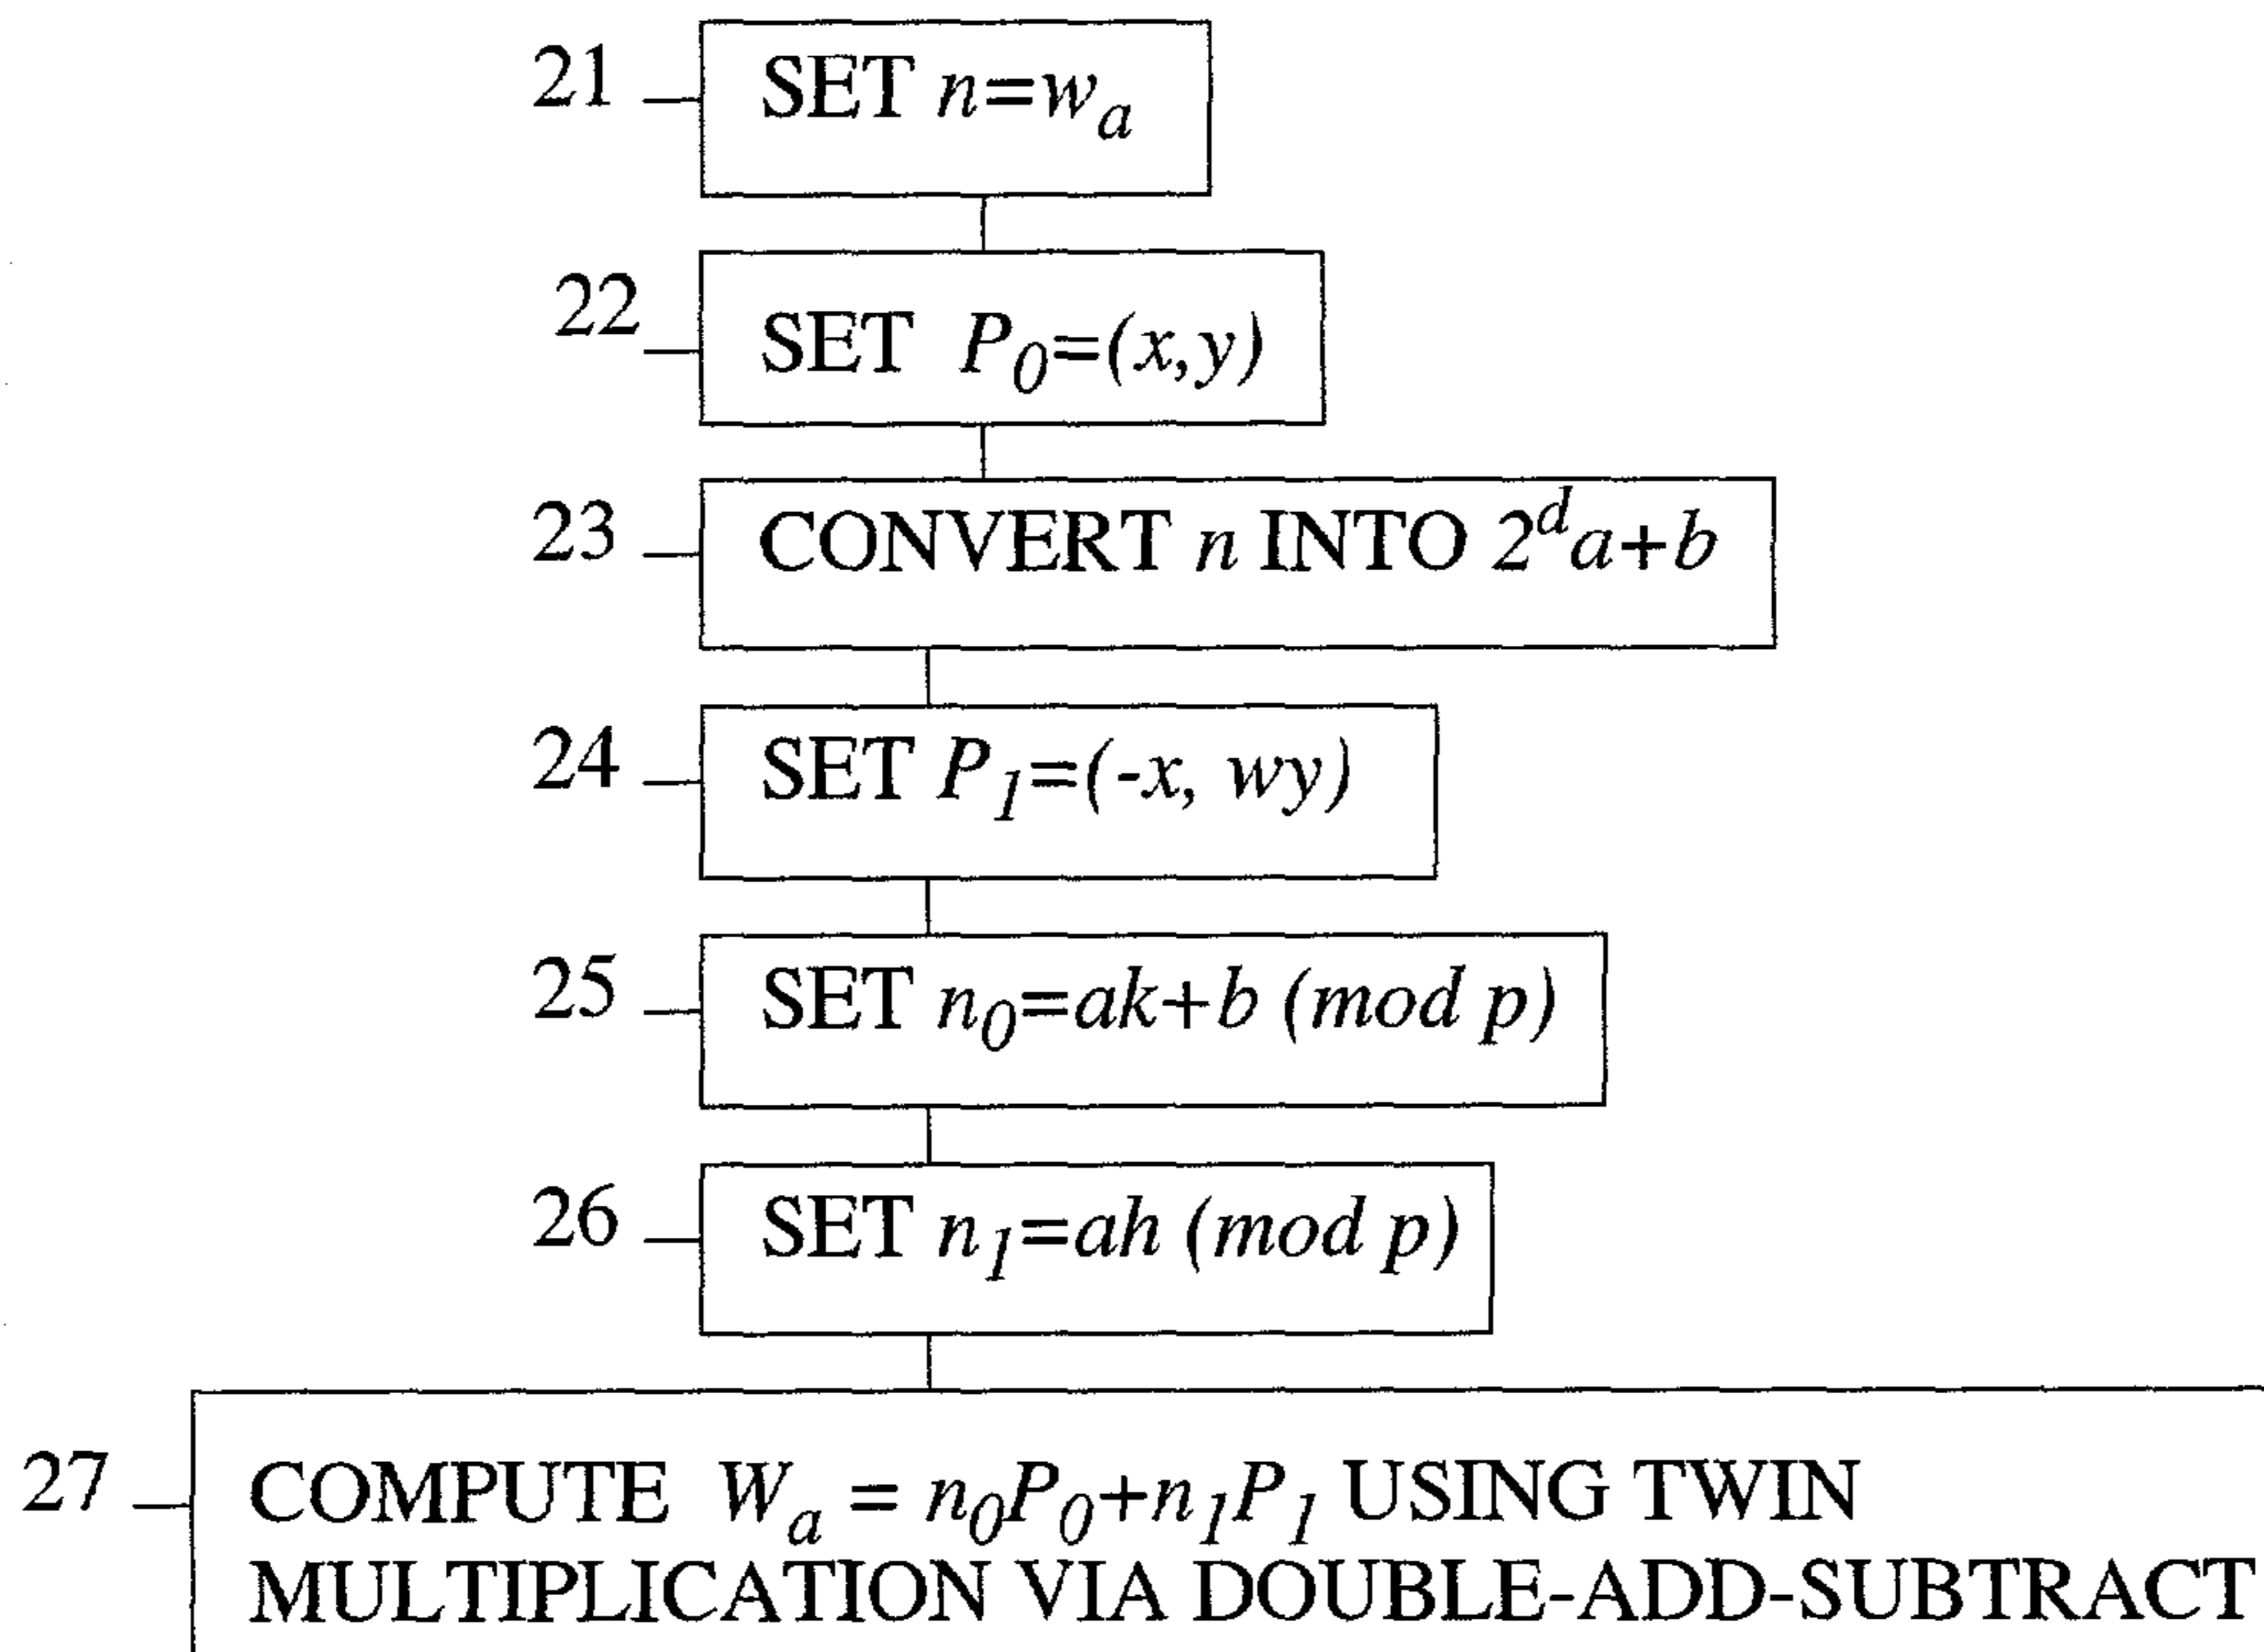 21 SET n=w_a
22 SET P_0=(x,y)
23 CONVERT n INTO 2^d a+b
24 SET P_1=(-x, wy)
25 SET n_0=ak+b (mod p)
26 SET n_1=ah (mod p)
27 COMPUTE W_a = n_0P_0+n_1P_1 USING TWIN
MULTIPLICATION VIA DOUBLE-ADD-SUBTRACT